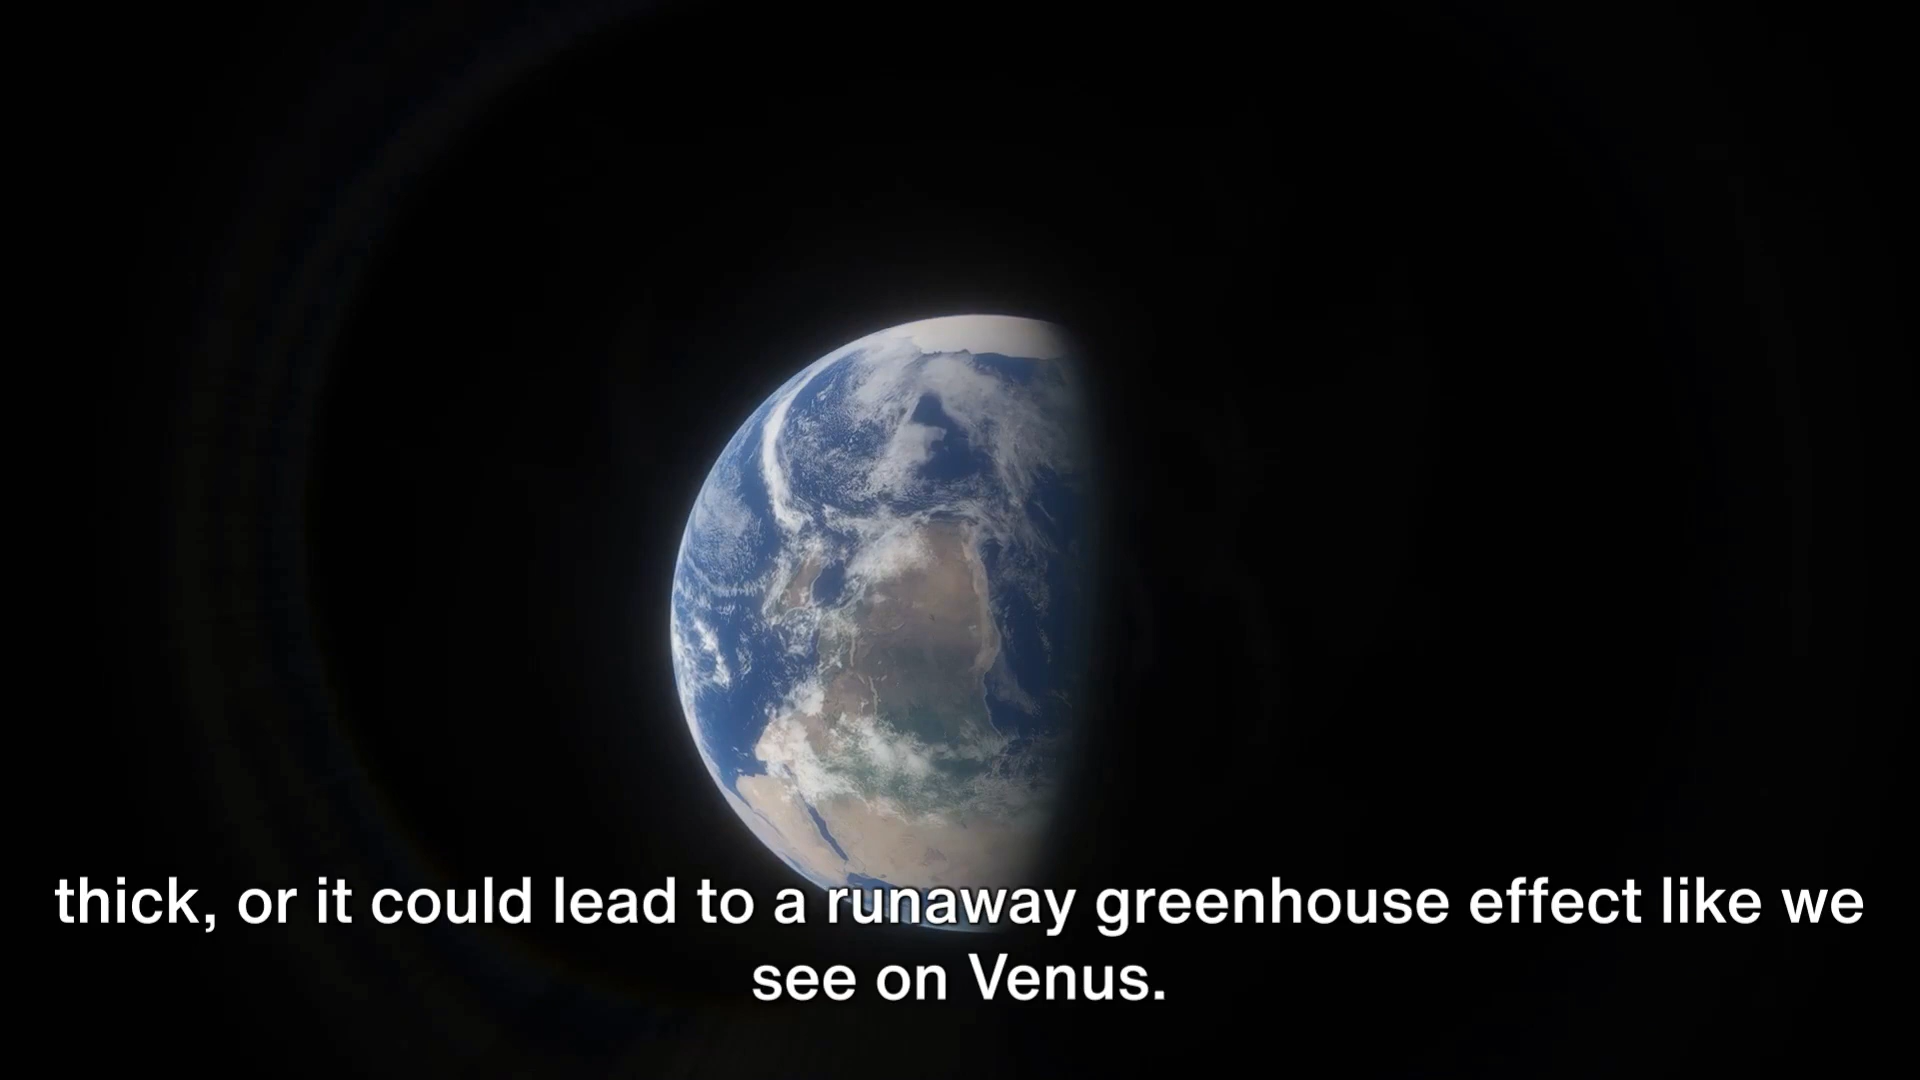 thick, or it could lead to a runaway greenhouse effect like we
see on Venus.